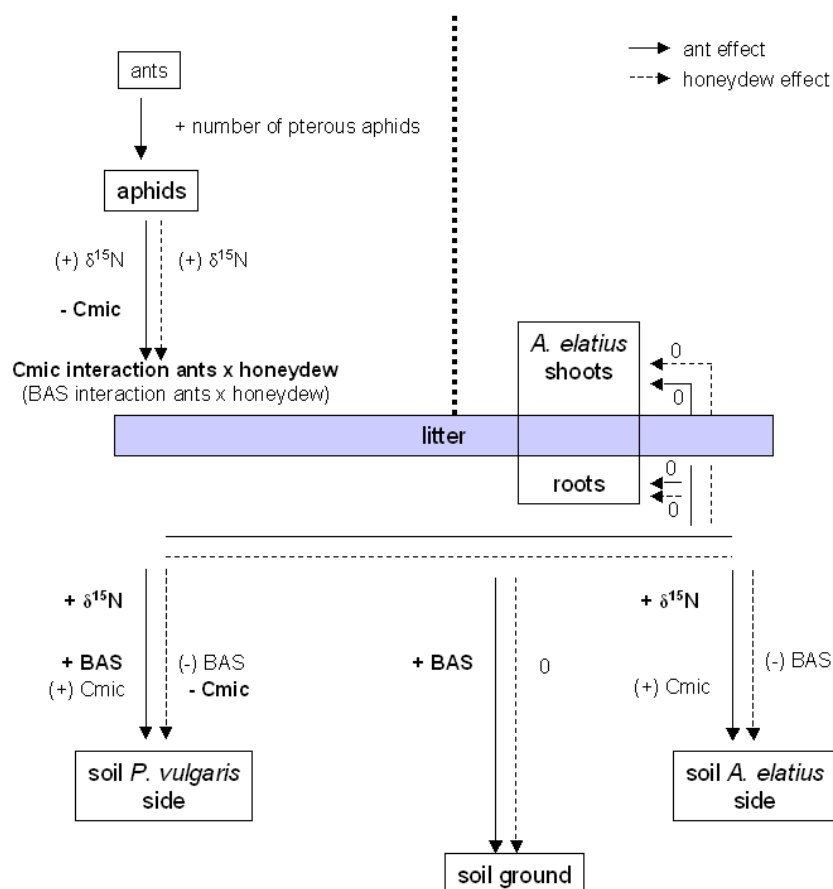 ants
ant effect
honeydew effect
+ number of pterous aphids
aphids
(+) δ¹⁵N (+) δ¹⁵N
- Cmic
Cmic interaction ants x honeydew
(BAS interaction ants x honeydew)
A. elatius
shoots
0
0
litter
roots
0
0
+ δ¹⁵N
+ BAS
(+) Cmic
(-) BAS
- Cmic
+ BAS
0
+ δ¹⁵N
(+) Cmic
(-) BAS
soil P. vulgaris
side
soil A. elatius
side
soil ground